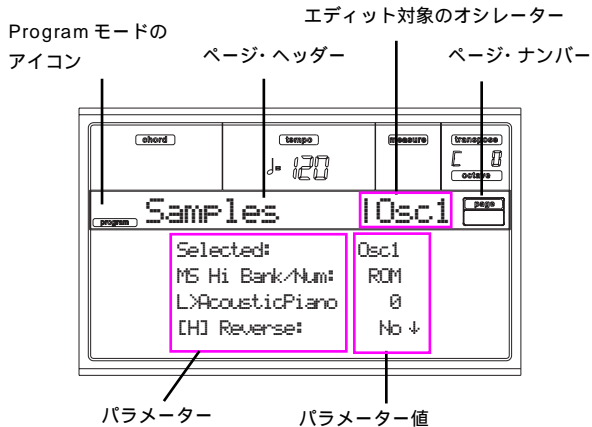 エディット対象のオシレーター
Program モードの
アイコン
ページ・ヘッダー
ページ・ナンバー
chord
tempo
measure
transpose
♩= 120
C 0
octave
program
Samples
|Osc1
page
Selected: Osc1
MS Hi Bank/Num: ROM
L>AcousticPiano 0
[H] Reverse: No ↓
パラメーター
パラメーター値